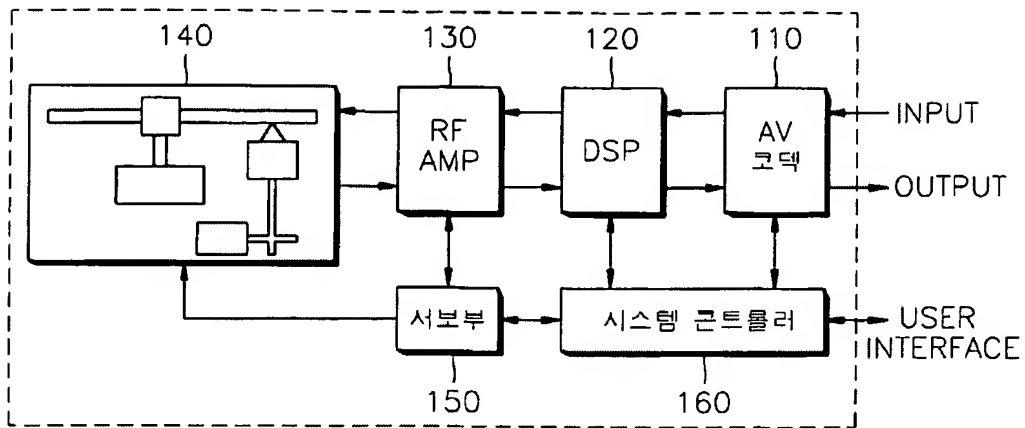 140
130
120
110
RF
AMP
DSP
AV
코덱
INPUT
OUTPUT
서보부
시스템 콘트롤러
USER
INTERFACE
150
160